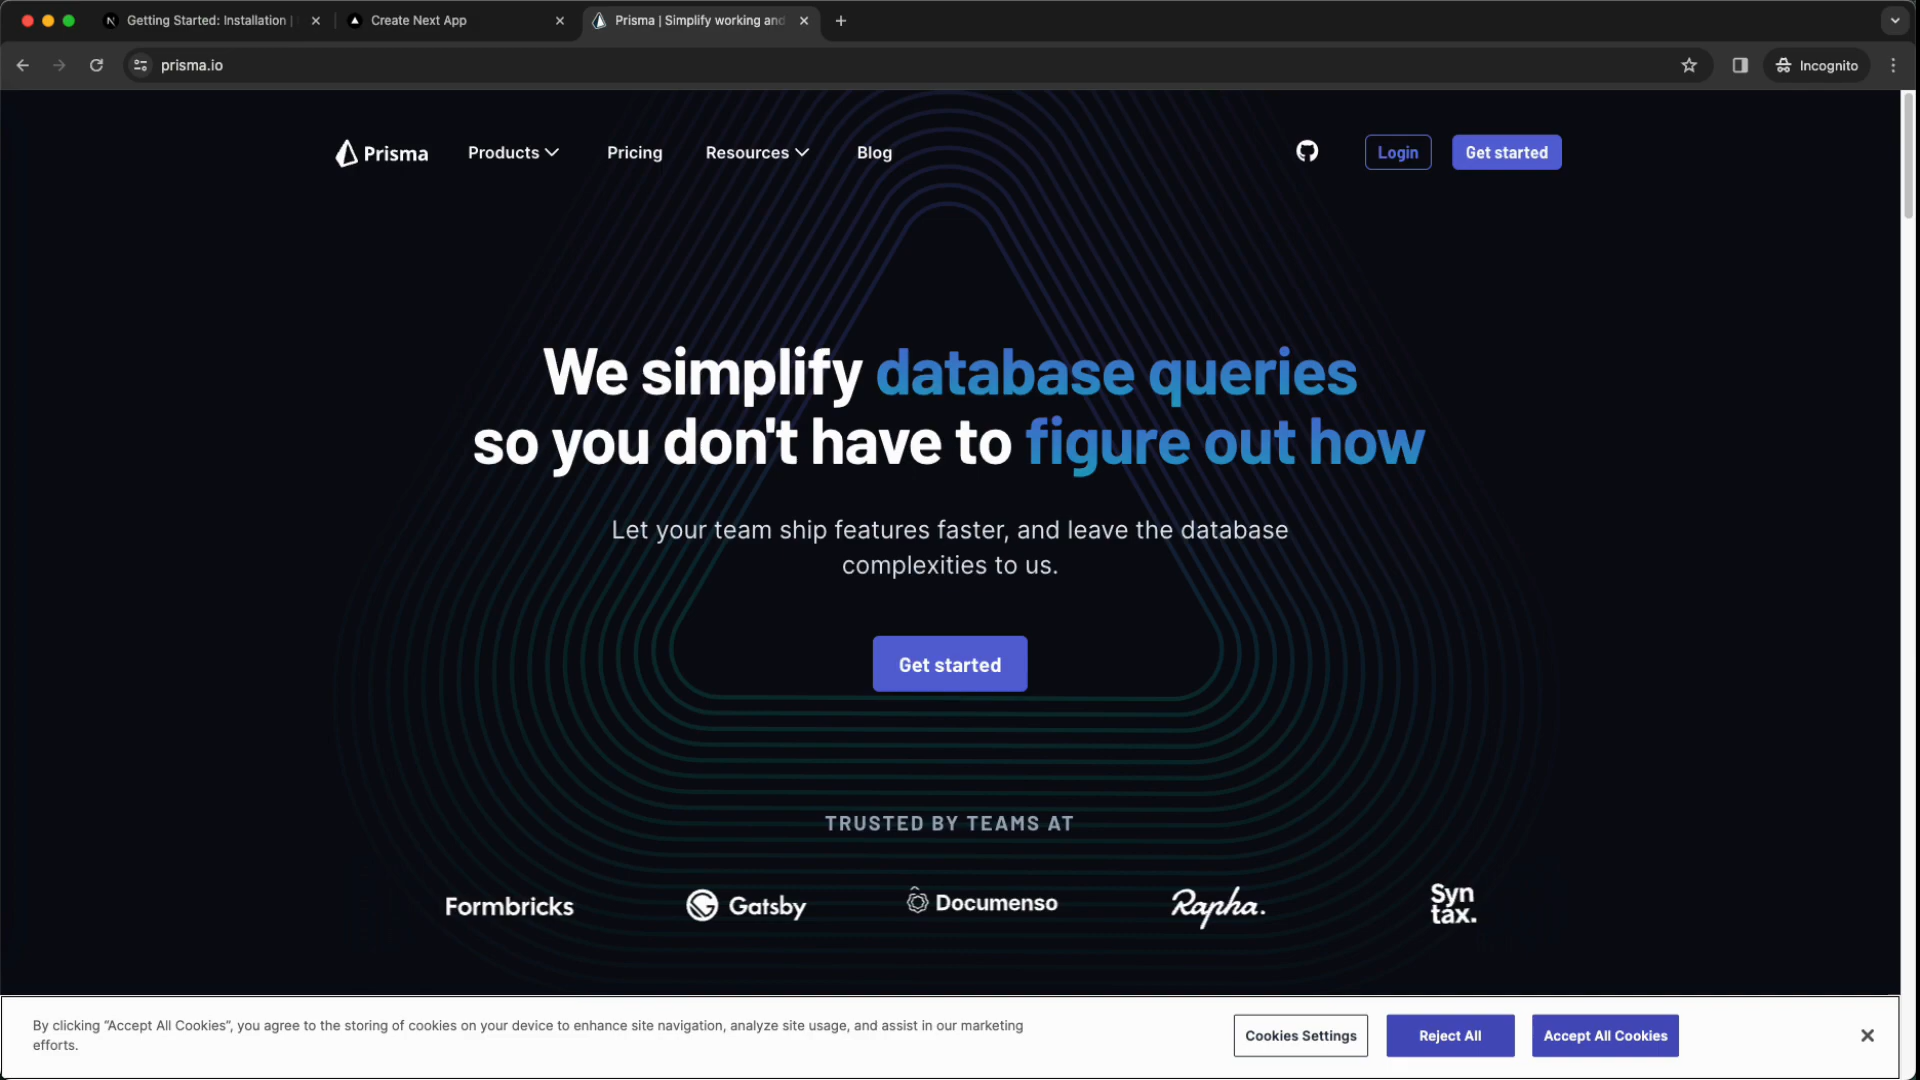 Getting Started: Installation |
Create Next App
Prisma | Simplify working and
prisma.io
Incognito
Prisma
Products
Pricing
Resources
Blog
Login
Get started
We simplify database queries
so you don't have to figure out how
Let your team ship features faster, and leave the database
complexities to us.
Get started
TRUSTED BY TEAMS AT
Formbricks
Gatsby
Documenso
Rapha.
Syn
tax.
By clicking “Accept All Cookies”, you agree to the storing of cookies on your device to enhance site navigation, analyze site usage, and assist in our marketing
efforts.
Cookies Settings
Reject All
Accept All Cookies